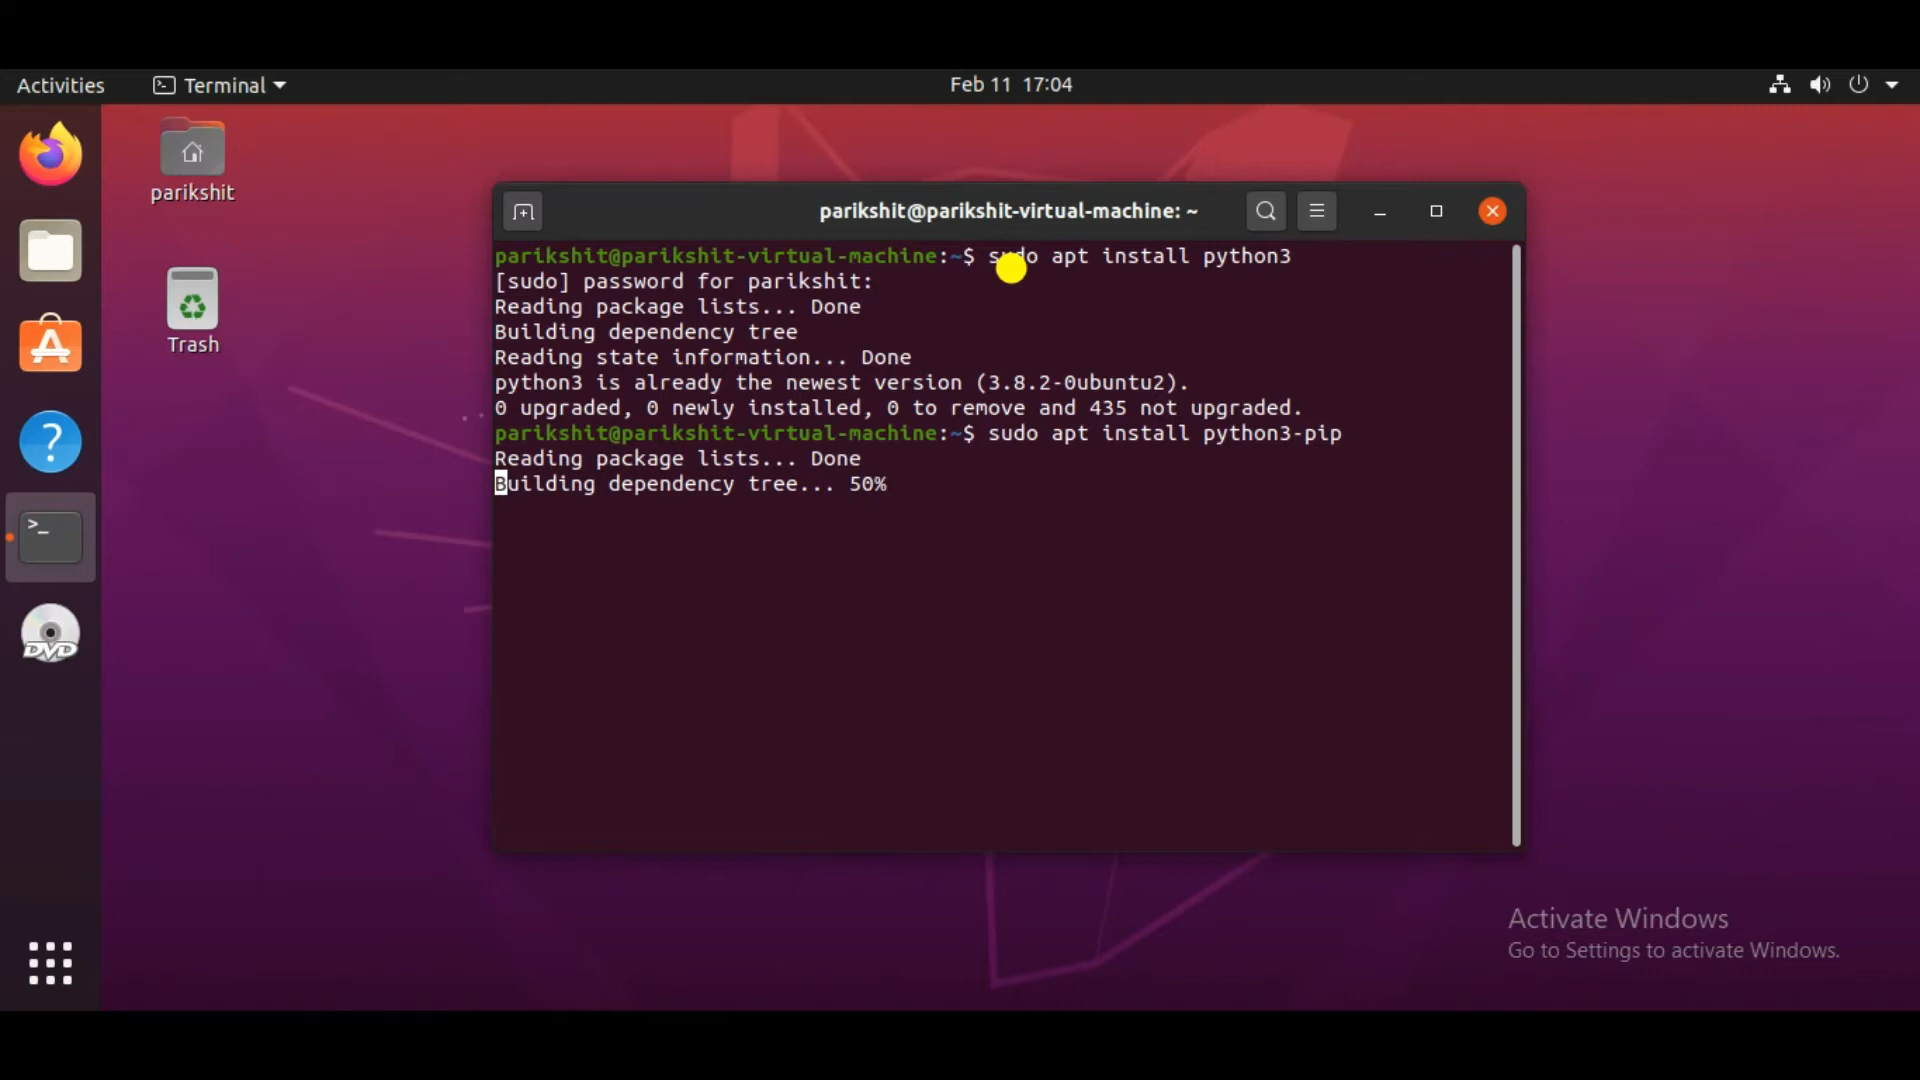 Activities
Terminal
Feb 11 17:04
parikshit
Trash
parikshit@parikshit-virtual-machine: ~
parikshit@parikshit-virtual-machine:~$ sudo apt install python3
[sudo] password for parikshit:
Reading package lists... Done
Building dependency tree
Reading state information... Done
python3 is already the newest version (3.8.2-0ubuntu2).
0 upgraded, 0 newly installed, 0 to remove and 435 not upgraded.
parikshit@parikshit-virtual-machine:~$ sudo apt install python3-pip
Reading package lists... Done
Building dependency tree... 50%
DVD
Activate Windows
Go to Settings to activate Windows.